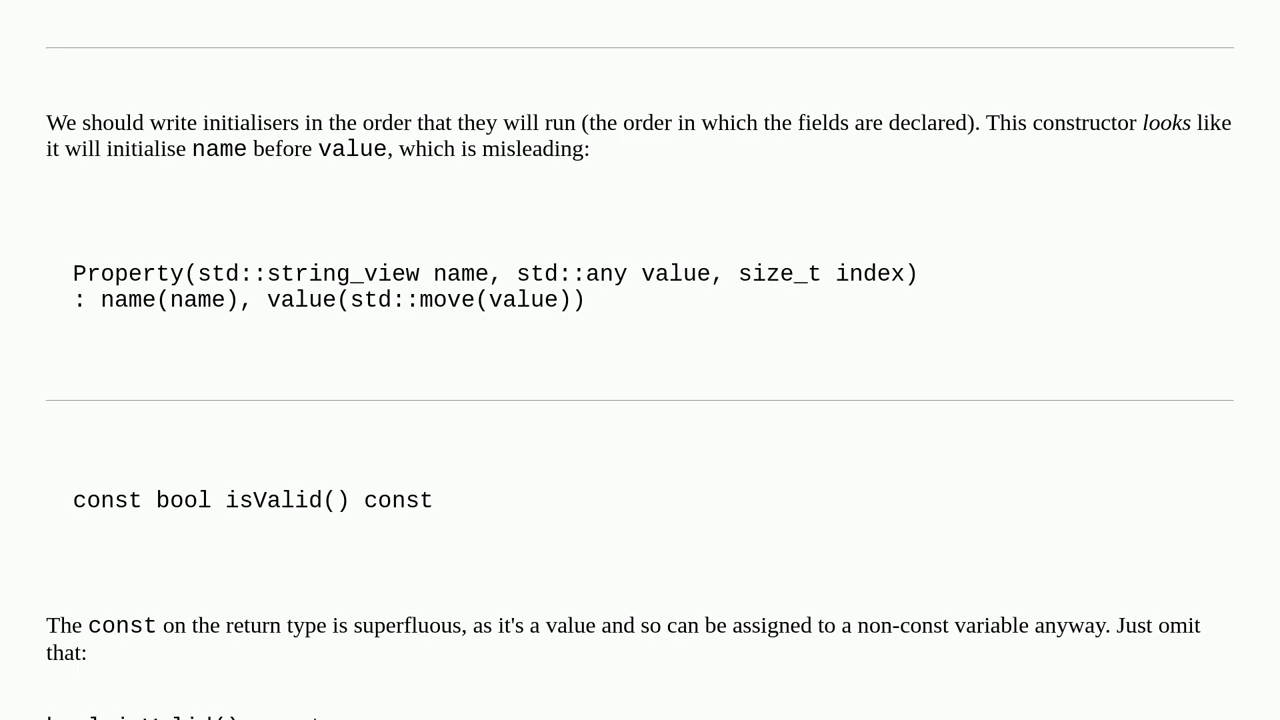 We should write initialisers in the order that they will run (the order in which the fields are declared). This constructor looks like
it will initialise name before value, which is misleading:
Property(std::string_view name, std::any value, size_t index)
: name(name), value(std::move(value))
const bool isValid() const
The const on the return type is superfluous, as it's a value and so can be assigned to a non-const variable anyway. Just omit
that:
bool isValid() const